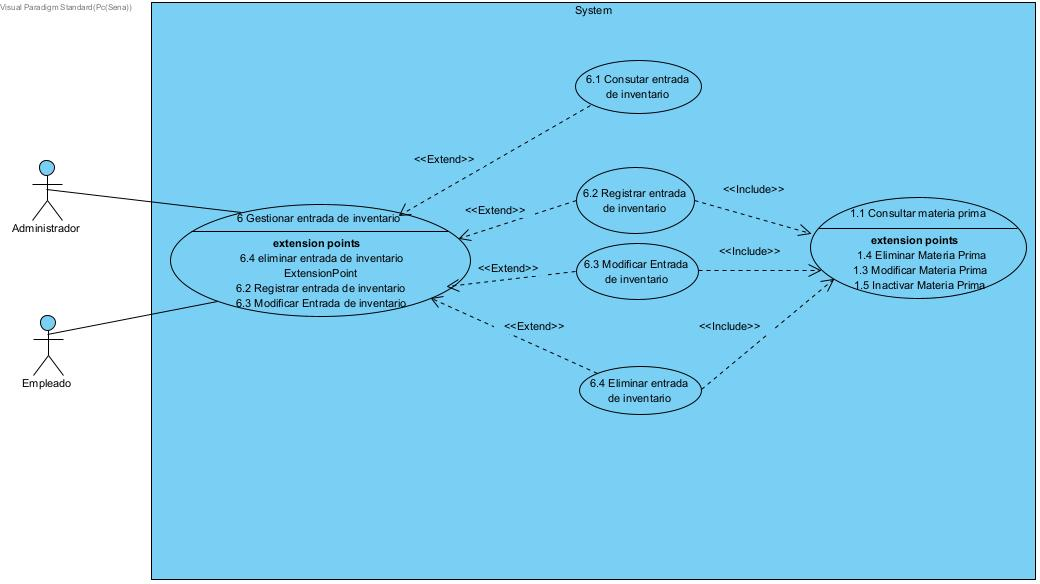 Visual Paradigm Standard(Pc(Sena))
System
6.1 Consutar entrada
de inventario
<<Extend>>
Administrador
6.2 Registrar entrada
de inventario
<<Extend>>
<<Include>>
6 Gestionar entrada de inventario
extension points
6.4 eliminar entrada de inventario
ExtensionPoint
6.2 Registrar entrada de inventario
6.3 Modificar Entrada de inventario
1.1 Consultar materia prima
extension points
1.4 Eliminar Materia Prima
1.3 Modificar Materia Prima
1.5 Inactivar Materia Prima
6.3 Modificar Entrada
de inventario
<<Extend>>
<<Include>>
<<Extend>>
<<Include>>
Empleado
6.4 Eliminar entrada
de inventario